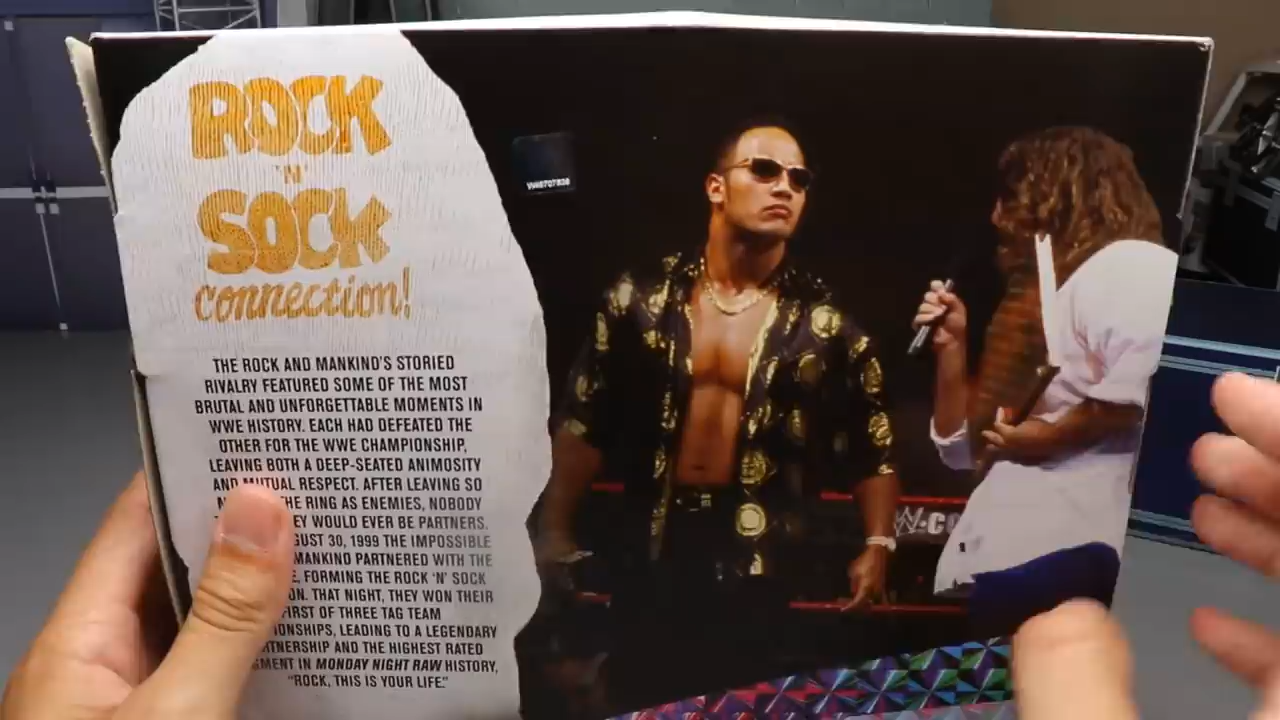 ROCK
'N'
SOCK
connection!
THE ROCK AND MANKIND'S STORIED
RIVALRY FEATURED SOME OF THE MOST
BRUTAL AND UNFORGETTABLE MOMENTS IN
WWE HISTORY. EACH HAD DEFEATED THE
OTHER FOR THE WWE CHAMPIONSHIP,
LEAVING BOTH A DEEP-SEATED ANIMOSITY
AND MUTUAL RESPECT. AFTER LEAVING SO
THE RING AS ENEMIES, NOBODY
EY WOULD EVER BE PARTNERS.
GUST 30, 1999 THE IMPOSSIBLE
MANKIND PARTNERED WITH THE
E, FORMING THE ROCK 'N' SOCK
ON. THAT NIGHT, THEY WON THEIR
FIRST OF THREE TAG TEAM
IONSHIPS, LEADING TO A LEGENDARY
RTNERSHIP AND THE HIGHEST RATED
GMENT IN MONDAY NIGHT RAW HISTORY,
"ROCK, THIS IS YOUR LIFE."
W.CO